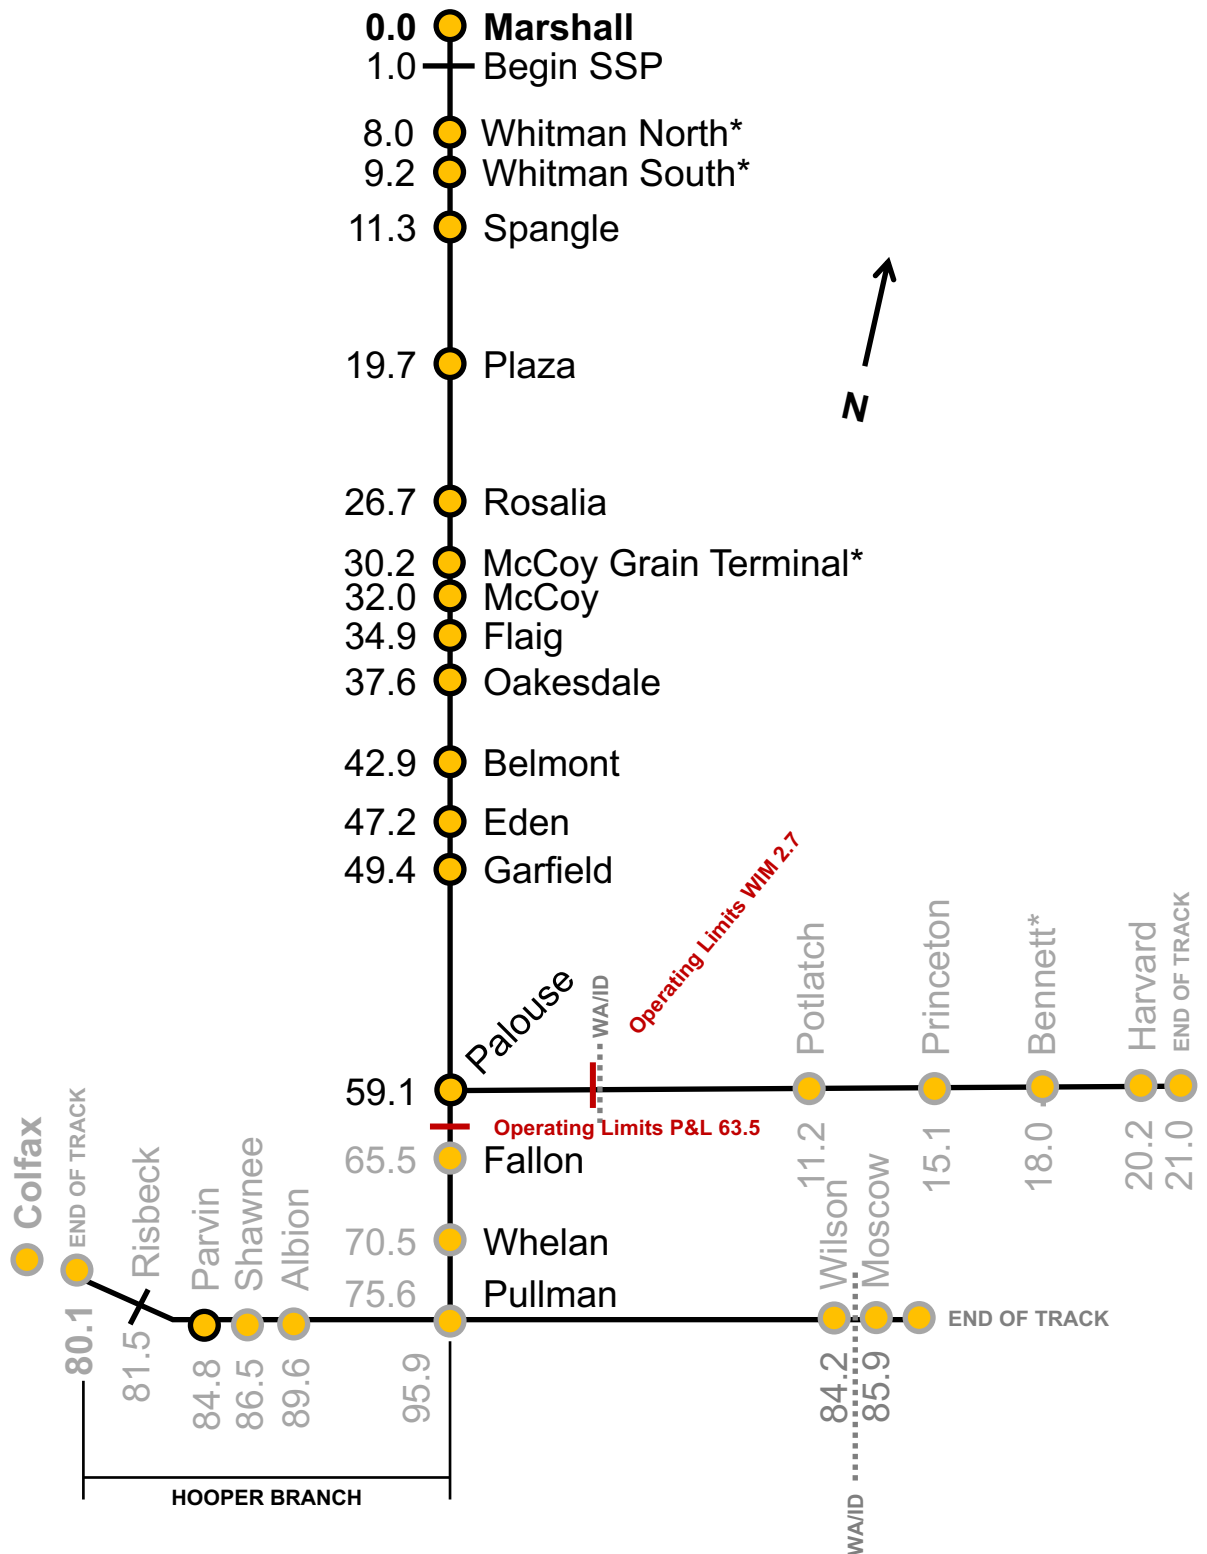 0.0 Marshall
1.0 Begin SSP
8.0 Whitman North*
9.2 Whitman South*
11.3 Spangle
19.7 Plaza
N
26.7 Rosalia
30.2 McCoy Grain Terminal*
32.0 McCoy
34.9 Flaig
37.6 Oakesdale
42.9 Belmont
47.2 Eden
49.4 Garfield
59.1 Palouse
WA/ID
Operating Limits WIM 2.7
Potlatch
11.2
Princeton
15.1
Bennett*
18.0
Harvard
20.2
END OF TRACK
21.0
Operating Limits P&L 63.5
65.5 Fallon
70.5 Whelan
75.6 Pullman
95.9
Colfax
END OF TRACK
80.1
Risbeck
81.5
Parvin
84.8
Shawnee
86.5
Albion
89.6
Wilson
84.2
Moscow
85.9
END OF TRACK
WA/ID
HOOPER BRANCH